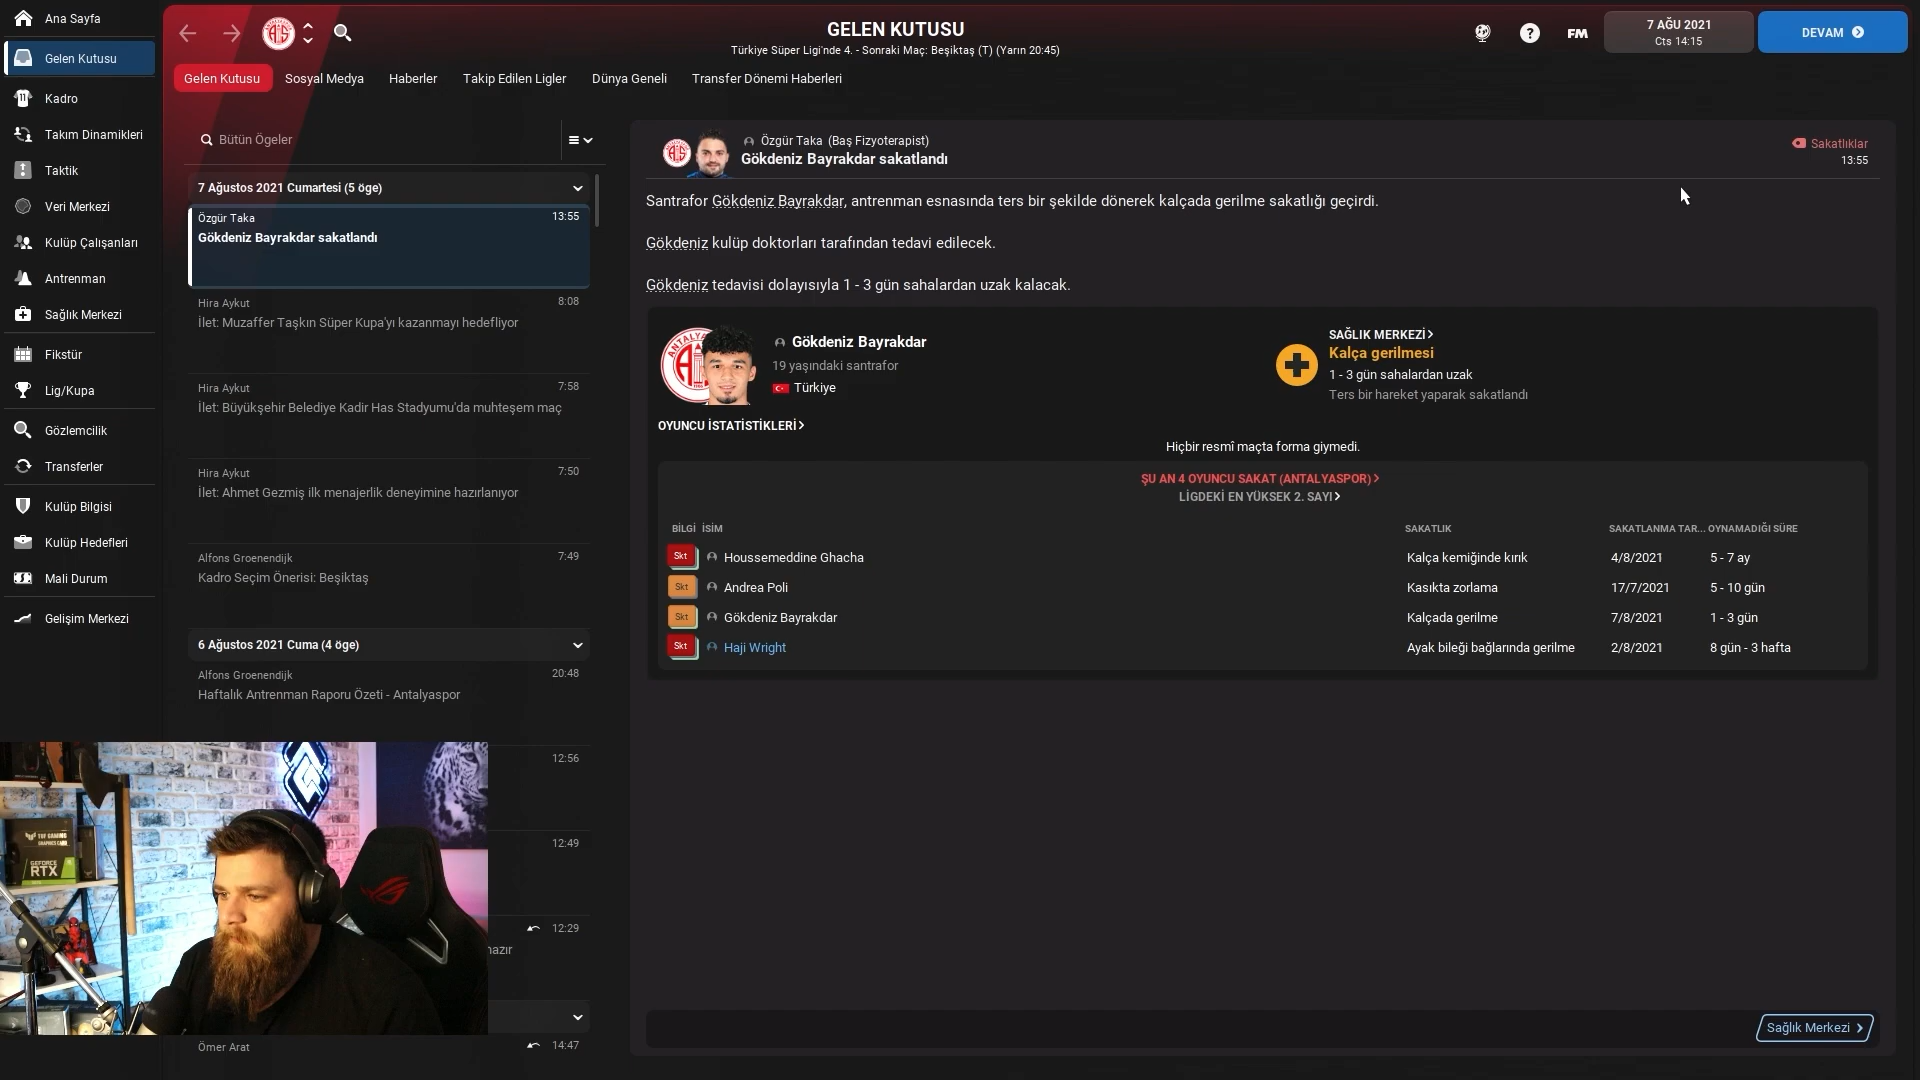 Ana Sayfa
Gelen Kutusu
Kadro
Takım Dinamikleri
Taktik
Veri Merkezi
Kulüp Çalışanları
Antrenman
Sağlık Merkezi
Fikstür
Lig/Kupa
Gözlemcilik
Transferler
Kulüp Bilgisi
Kulüp Hedefleri
Mali Durum
Gelişim Merkezi
GELEN KUTUSU
Türkiye Süper Ligi'nde 4. - Sonraki Maç: Beşiktaş (T) (Yarın 20:45)
FM
7 AĞU 2021
Cts 14:15
DEVAM
Gelen Kutusu Sosyal Medya Haberler Takip Edilen Ligler Dünya Geneli Transfer Dönemi Haberleri
Bütün Ögeler
7 Ağustos 2021 Cumartesi (5 öge)
Özgür Taka 13:55
Gökdeniz Bayrakdar sakatlandı
Hira Aykut 8:08
İlet: Muzaffer Taşkın Süper Kupa'yı kazanmayı hedefliyor
Hira Aykut 7:58
İlet: Büyükşehir Belediye Kadir Has Stadyumu'da muhteşem maç
Hira Aykut 7:50
İlet: Ahmet Gezmiş ilk menajerlik deneyimine hazırlanıyor
Alfons Groenendijk 7:49
Kadro Seçim Önerisi: Beşiktaş
6 Ağustos 2021 Cuma (4 öge)
Alfons Groenendijk 20:48
Haftalık Antrenman Raporu Özeti - Antalyaspor
12:56
12:49
12:29
Ömer Arat 14:47
Özgür Taka (Baş Fizyoterapist)
Gökdeniz Bayrakdar sakatlandı
Sakatlıklar
13:55
Santrafor Gökdeniz Bayrakdar, antrenman esnasında ters bir şekilde dönerek kalçada gerilme sakatlığı geçirdi.
Gökdeniz kulüp doktorları tarafından tedavi edilecek.
Gökdeniz tedavisi dolayısıyla 1 - 3 gün sahalardan uzak kalacak.
Gökdeniz Bayrakdar
19 yaşındaki santrafor
Türkiye
SAĞLIK MERKEZİ
Kalça gerilmesi
1 - 3 gün sahalardan uzak
Ters bir hareket yaparak sakatlandı
OYUNCU İSTATİSTİKLERİ
Hiçbir resmî maçta forma giymedi.
ŞU AN 4 OYUNCU SAKAT (ANTALYASPOR)
LİGDEKİ EN YÜKSEK 2. SAYI
BİLGİ İSİM SAKATLIK SAKATLANMA TAR... OYNAMADIĞI SÜRE
Skt Houssemeddine Ghacha Kalça kemiğinde kırık 4/8/2021 5 - 7 ay
Skt Andrea Poli Kasıkta zorlama 17/7/2021 5 - 10 gün
Skt Gökdeniz Bayrakdar Kalçada gerilme 7/8/2021 1 - 3 gün
Skt Haji Wright Ayak bileği bağlarında gerilme 2/8/2021 8 gün - 3 hafta
Sağlık Merkezi
TUF GAMING
GEFORCE
RTX